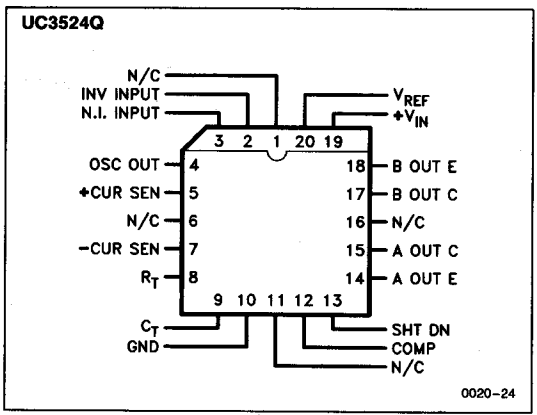 UC3524Q
N/C
INV INPUT
N.I. INPUT
VREF
+VIN
3 2 1 20 19
OSC OUT 4
+CUR SEN 5
N/C 6
−CUR SEN 7
RT 8
18 B OUT E
17 B OUT C
16 N/C
15 A OUT C
14 A OUT E
9 10 11 12 13
CT
GND
SHT DN
COMP
N/C
0020-24